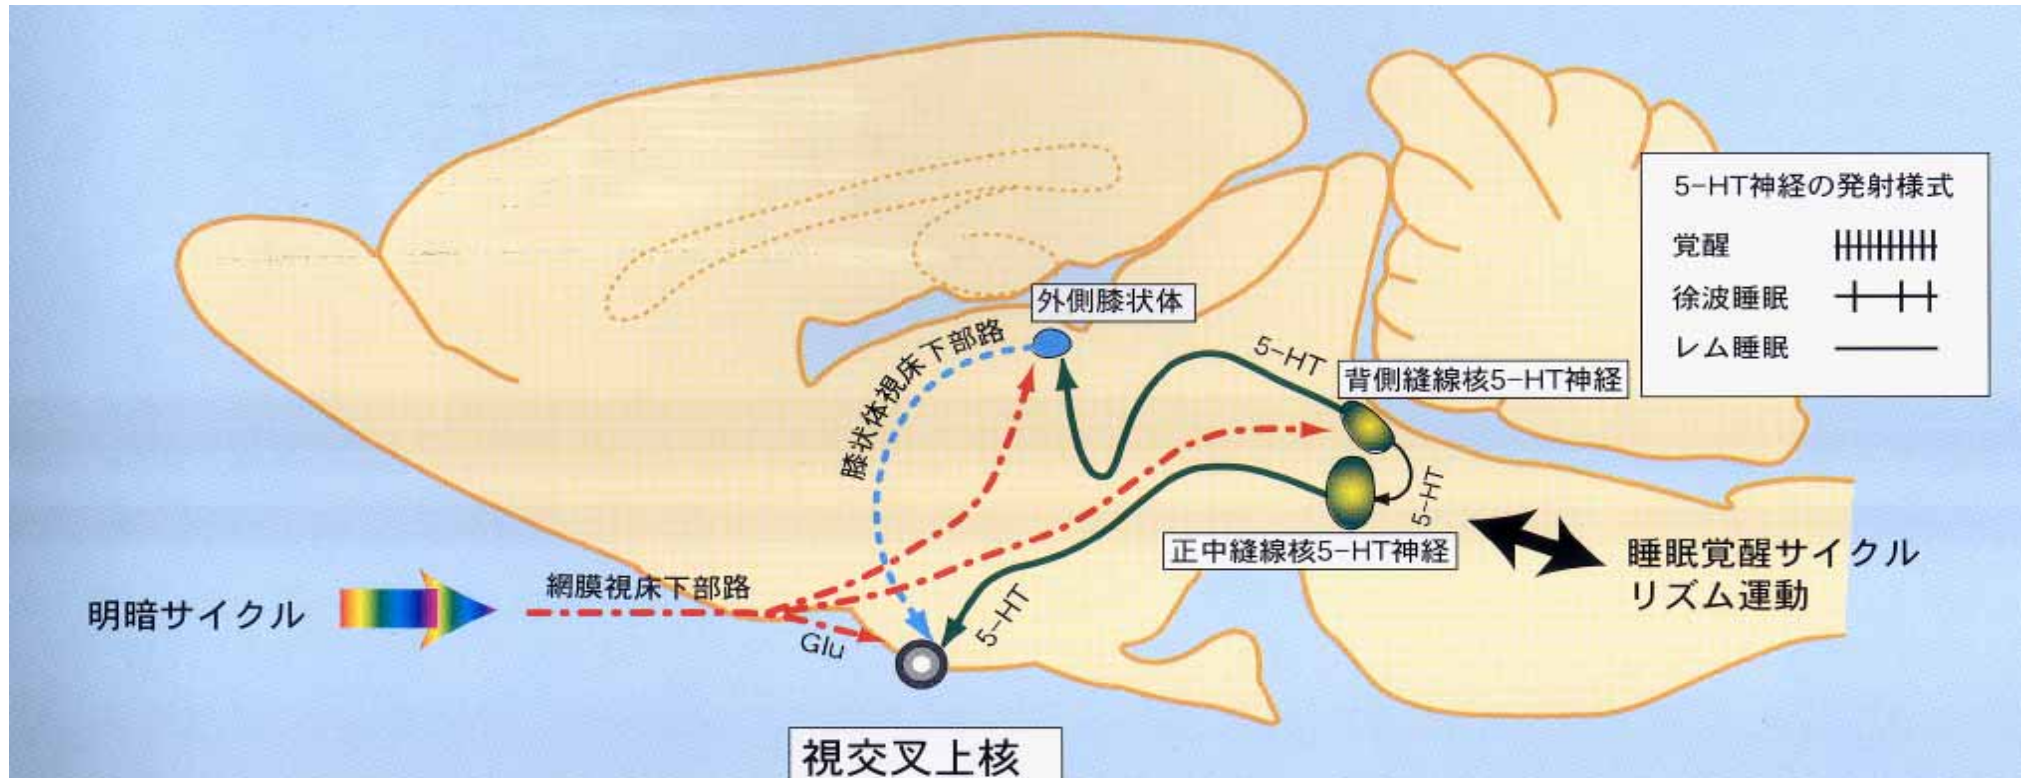 5-HT神経の発射様式
覚醒
徐波睡眠
レム睡眠
外側膝状体
膝状体視床下部路
5-HT
背側縫線核5-HT神経
5-HT
正中縫線核5-HT神経
睡眠覚醒サイクル
リズム運動
明暗サイクル
網膜視床下部路
Glu
5-HT
視交叉上核